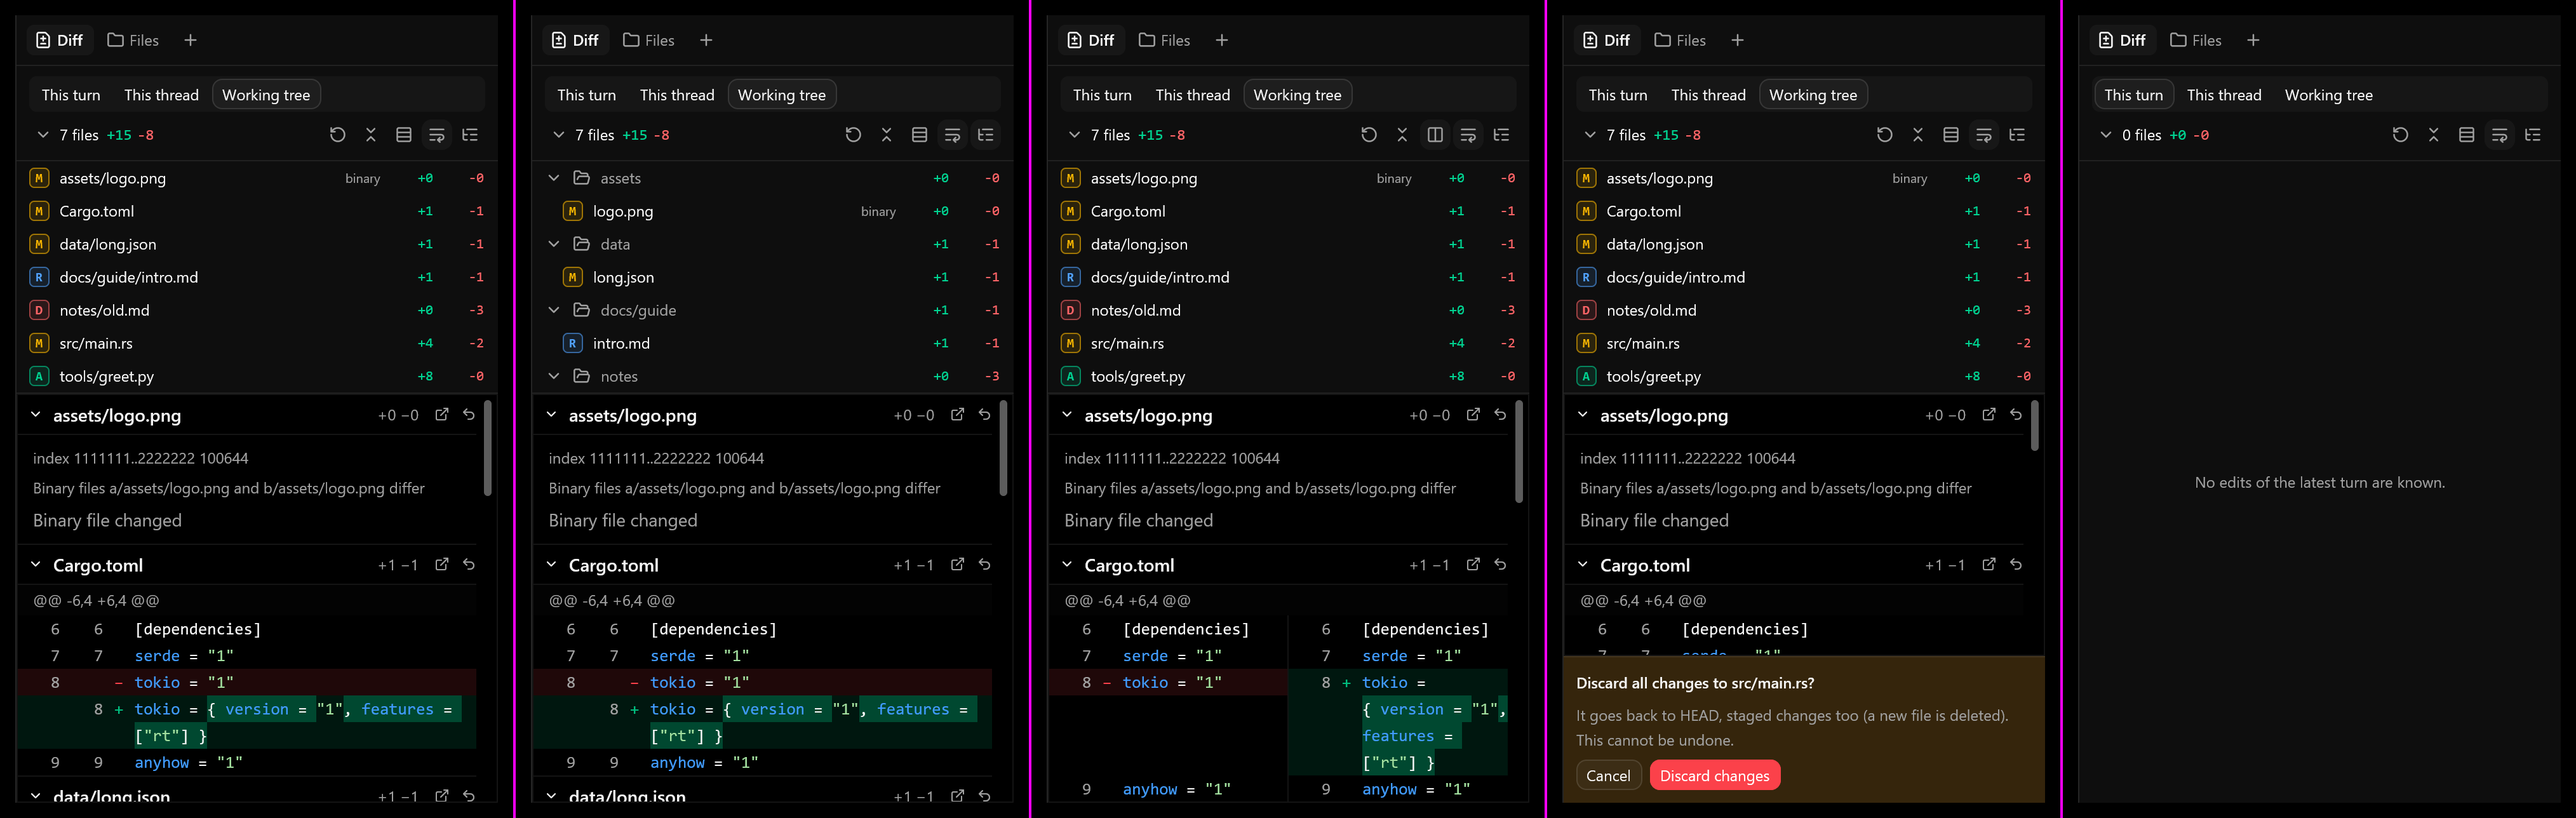 Diff Files +
This turn This thread Working tree
7 files +15 -8
M assets/logo.png binary +0 -0
M Cargo.toml +1 -1
M data/long.json +1 -1
R docs/guide/intro.md +1 -1
D notes/old.md +0 -3
M src/main.rs +4 -2
A tools/greet.py +8 -0
assets/logo.png +0 −0
index 1111111..2222222 100644
Binary files a/assets/logo.png and b/assets/logo.png differ
Binary file changed
Cargo.toml +1 −1
@@ -6,4 +6,4 @@
6 6 [dependencies]
7 7 serde = "1"
8 − tokio = "1"
8 + tokio = { version = "1", features =
["rt"] }
9 9 anyhow = "1"
data/long.json +1 −1
Diff Files +
This turn This thread Working tree
7 files +15 -8
assets +0 -0
M logo.png binary +0 -0
data +1 -1
M long.json +1 -1
docs/guide +1 -1
R intro.md +1 -1
notes +0 -3
assets/logo.png +0 −0
index 1111111..2222222 100644
Binary files a/assets/logo.png and b/assets/logo.png differ
Binary file changed
Cargo.toml +1 −1
@@ -6,4 +6,4 @@
6 6 [dependencies]
7 7 serde = "1"
8 − tokio = "1"
8 + tokio = { version = "1", features =
["rt"] }
9 9 anyhow = "1"
data/long.json +1 −1
Diff Files +
This turn This thread Working tree
7 files +15 -8
M assets/logo.png binary +0 -0
M Cargo.toml +1 -1
M data/long.json +1 -1
R docs/guide/intro.md +1 -1
D notes/old.md +0 -3
M src/main.rs +4 -2
A tools/greet.py +8 -0
assets/logo.png +0 −0
index 1111111..2222222 100644
Binary files a/assets/logo.png and b/assets/logo.png differ
Binary file changed
Cargo.toml +1 −1
@@ -6,4 +6,4 @@
6 [dependencies] 6 [dependencies]
7 serde = "1" 7 serde = "1"
8 − tokio = "1" 8 + tokio =
{ version = "1",
features =
["rt"] }
9 anyhow = "1" 9 anyhow = "1"
Diff Files +
This turn This thread Working tree
7 files +15 -8
M assets/logo.png binary +0 -0
M Cargo.toml +1 -1
M data/long.json +1 -1
R docs/guide/intro.md +1 -1
D notes/old.md +0 -3
M src/main.rs +4 -2
A tools/greet.py +8 -0
assets/logo.png +0 −0
index 1111111..2222222 100644
Binary files a/assets/logo.png and b/assets/logo.png differ
Binary file changed
Cargo.toml +1 −1
@@ -6,4 +6,4 @@
6 6 [dependencies]
7 7 serde = "1"
Discard all changes to src/main.rs?
It goes back to HEAD, staged changes too (a new file is deleted).
This cannot be undone.
Cancel Discard changes
Diff Files +
This turn This thread Working tree
0 files +0 -0
No edits of the latest turn are known.